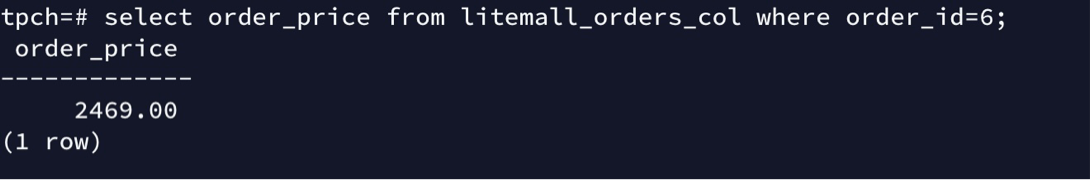 tpch=# select order_price from litemall_orders_col where order_id=6;
order_price
-------------
2469.00
(1 row)